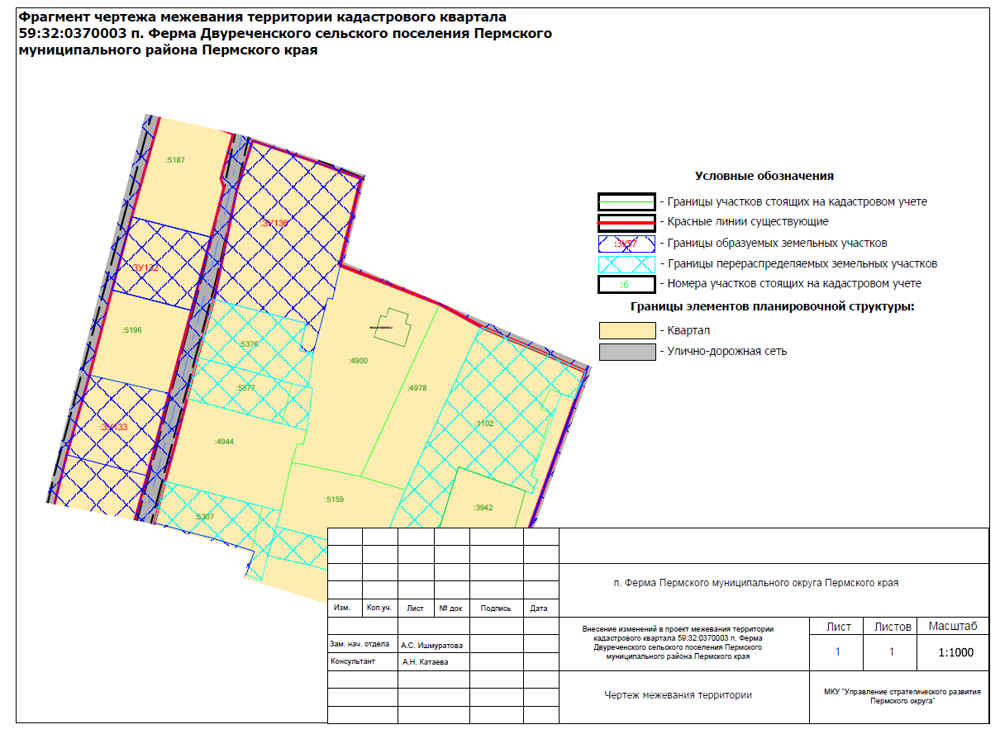 Фрагмент чертежа межевания территории кадастрового квартала
59:32:0370003 п. Ферма Двуреченского сельского поселения Пермского
муниципального района Пермского края
:5187
:ЗУ136
ЗУ132
:5196
:5376
:4900
:5377
:4978
:ЗУ133
:4944
:1102
:5159
:3942
:5307
Условные обозначения
- Границы участков стоящих на кадастровом учете
- Красные линии существующие
:ЗУ57 - Границы образуемых земельных участков
- Границы перераспределяемых земельных участков
:6 - Номера участков стоящих на кадастровом учете
Границы элементов планировочной структуры:
- Квартал
- Улично-дорожная сеть
п. Ферма Пермского муниципального округа Пермского края
Изм. Кол.уч. Лист № док Подпись Дата
Зам. нач. отдела А.С. Ишмуратова
Консультант А.Н. Катаева
Внесение изменений в проект межевания территории
кадастрового квартала 59:32:0370003 п. Ферма
Двуреченского сельского поселения Пермского
муниципального района Пермского края
Лист Листов Масштаб
1 1 1:1000
Чертеж межевания территории
МКУ "Управление стратегического развития
Пермского округа"